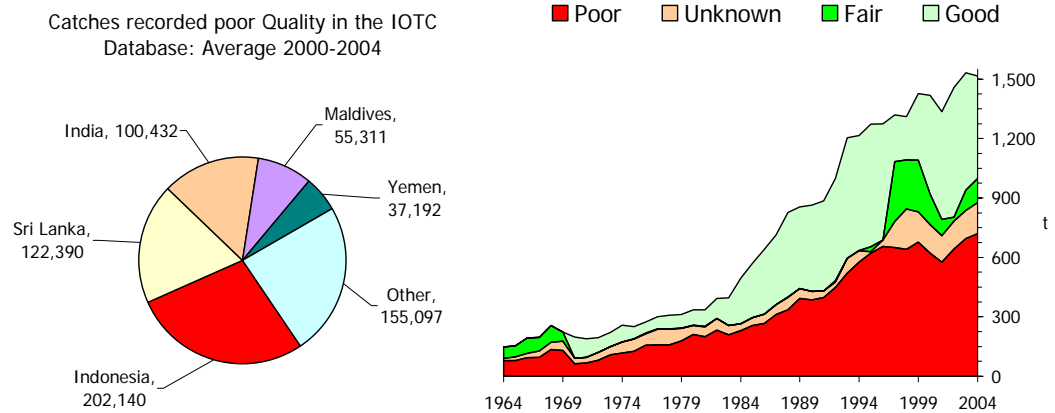 Catches recorded poor Quality in the IOTC
Database: Average 2000-2004
India, 100,432
Maldives,
55,311
Yemen,
37,192
Sri Lanka,
122,390
Other,
155,097
Indonesia,
202,140
Poor Unknown Fair Good
1,500
1,200
900
600
300
0
t
1964 1969 1974 1979 1984 1989 1994 1999 2004